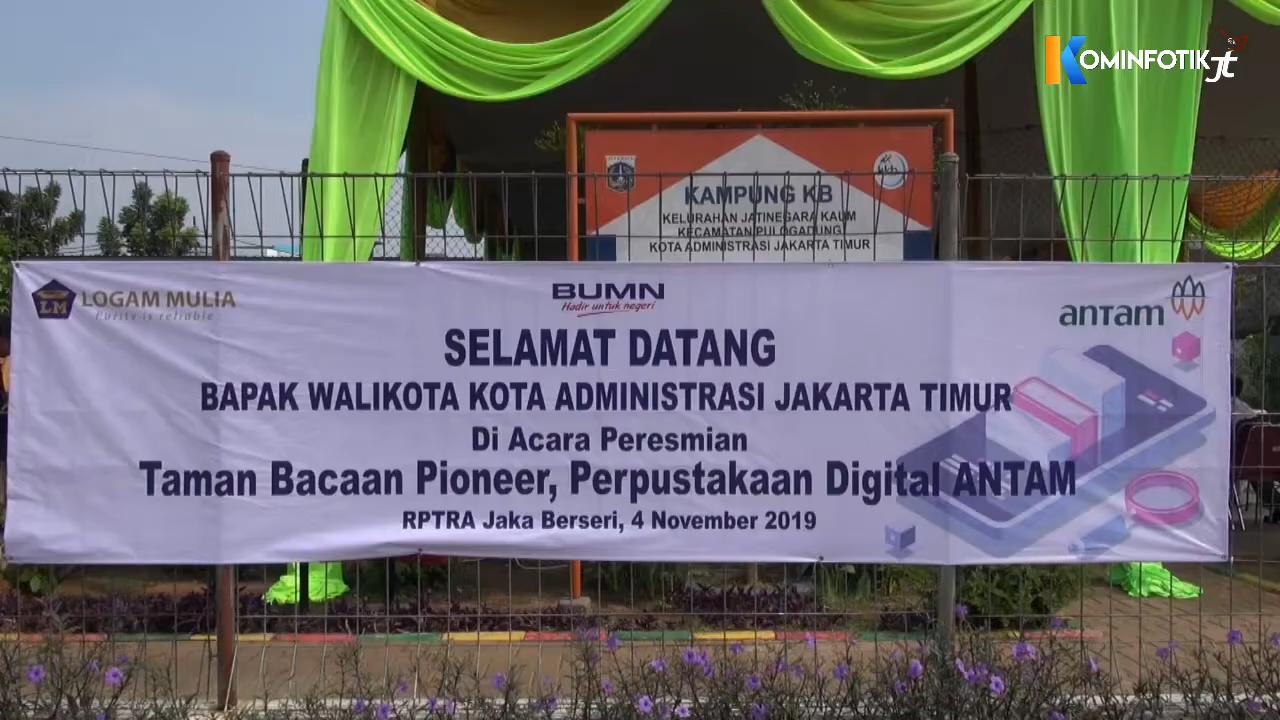 KOMINFOTIK JT
KAMPUNG KB
KELURAHAN JATINEGARA KAUM
KECAMATAN PULOGADUNG
KOTA ADMINISTRASI JAKARTA TIMUR
LM LOGAM MULIA
Purity is reliable
BUMN
Hadir untuk negeri
antam
SELAMAT DATANG
BAPAK WALIKOTA KOTA ADMINISTRASI JAKARTA TIMUR
Di Acara Peresmian
Taman Bacaan Pioneer, Perpustakaan Digital ANTAM
RPTRA Jaka Berseri, 4 November 2019